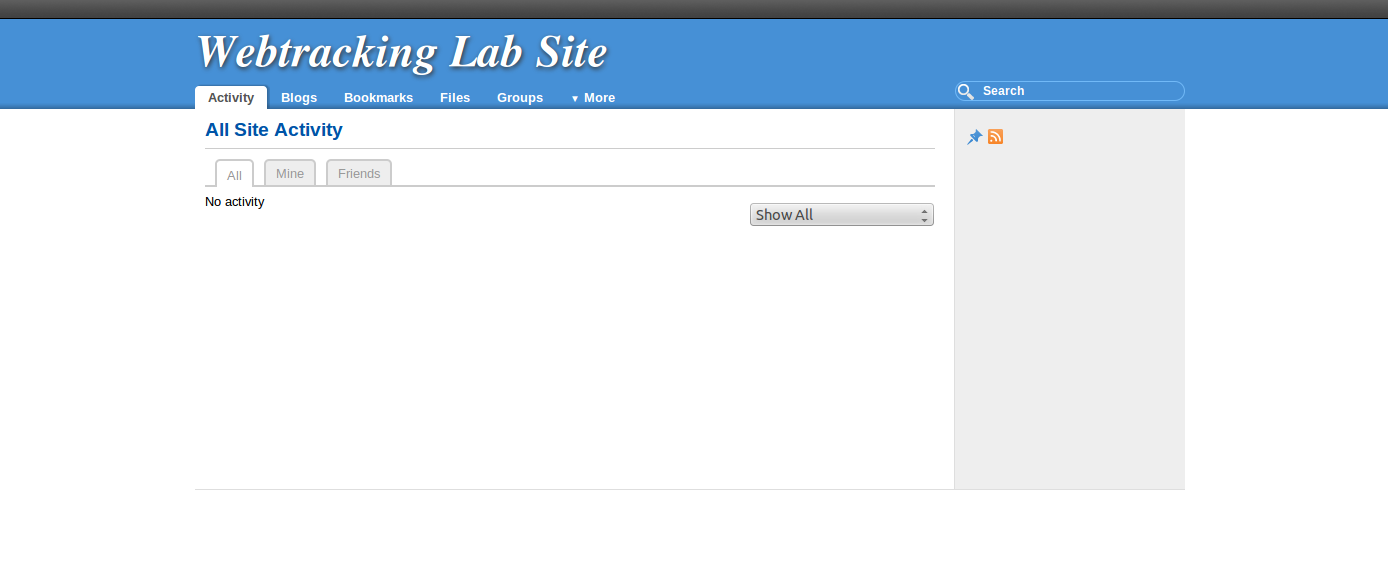 Webtracking Lab Site
Activity Blogs Bookmarks Files Groups ▼ More Search
All Site Activity
All Mine Friends
No activity
Show All